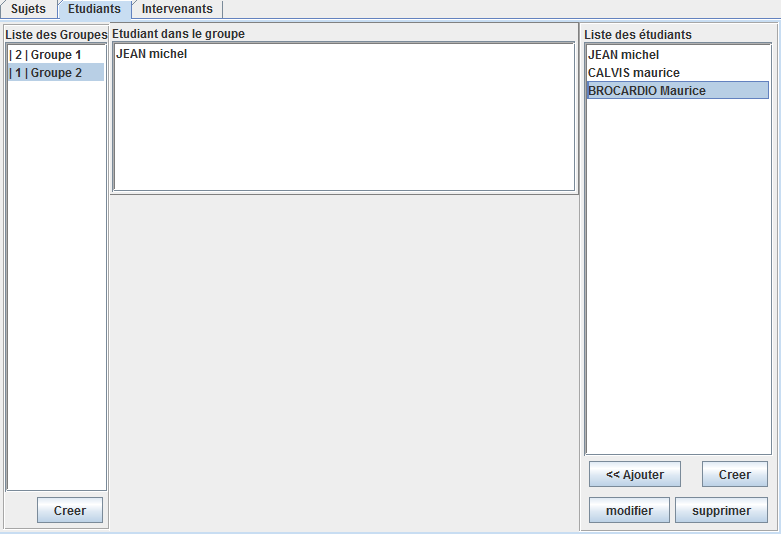 Sujets Etudiants Intervenants
Liste des Groupes
| 2 | Groupe 1
| 1 | Groupe 2
Creer
Etudiant dans le groupe
JEAN michel
Liste des étudiants
JEAN michel
CALVIS maurice
BROCARDIO Maurice
<< Ajouter Creer
modifier supprimer